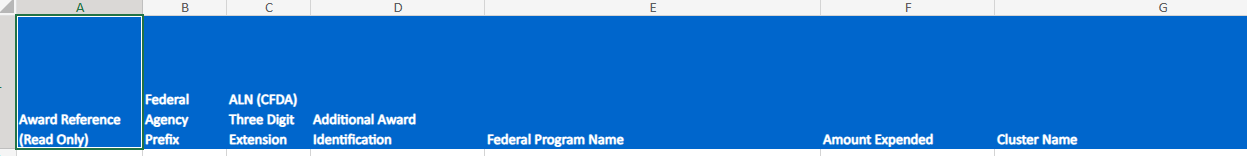 A B C D E F G
Award Reference
(Read Only)
Federal
Agency
Prefix
ALN (CFDA)
Three Digit
Extension
Additional Award
Identification
Federal Program Name
Amount Expended
Cluster Name